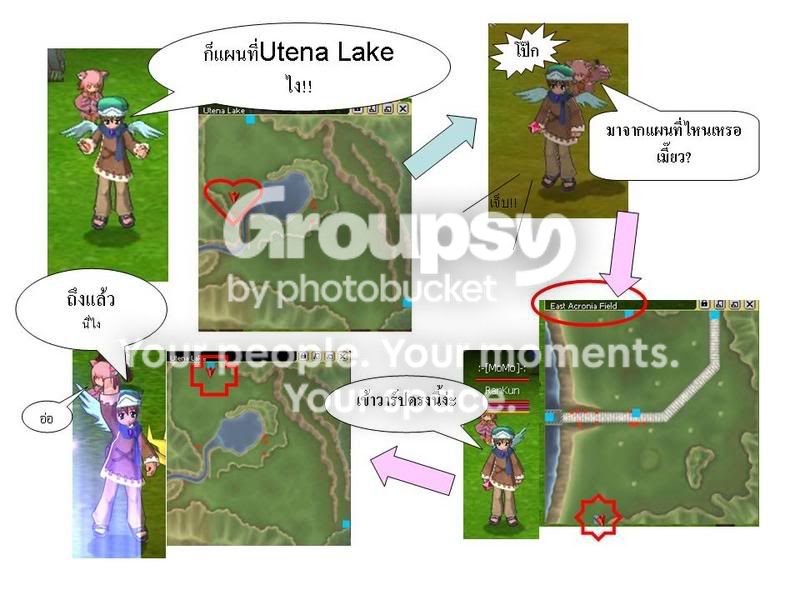 ก็แผนที่Utena Lake
ไง!!
Utena Lake
โป๊ก
มาจากแผนที่ไหนเหรอ
เมี๊ยว?
เจ็บ!!
East Acronia Field
:-[MoMo]-:
RenKun
เข้าวาร์ปตรงนี้งะ
Utena Lake
ถึงแล้ว
นี่ไง
อ่อ
Groupsy
by photobucket
Your people. Your moments.
Your space.